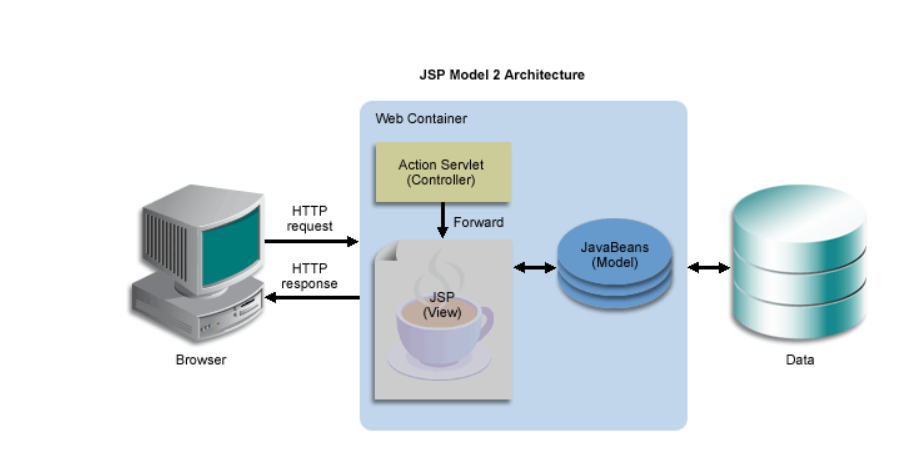 JSP Model 2 Architecture
Web Container
Action Servlet
(Controller)
Forward
HTTP
request
HTTP
response
JSP
(View)
JavaBeans
(Model)
Browser
Data